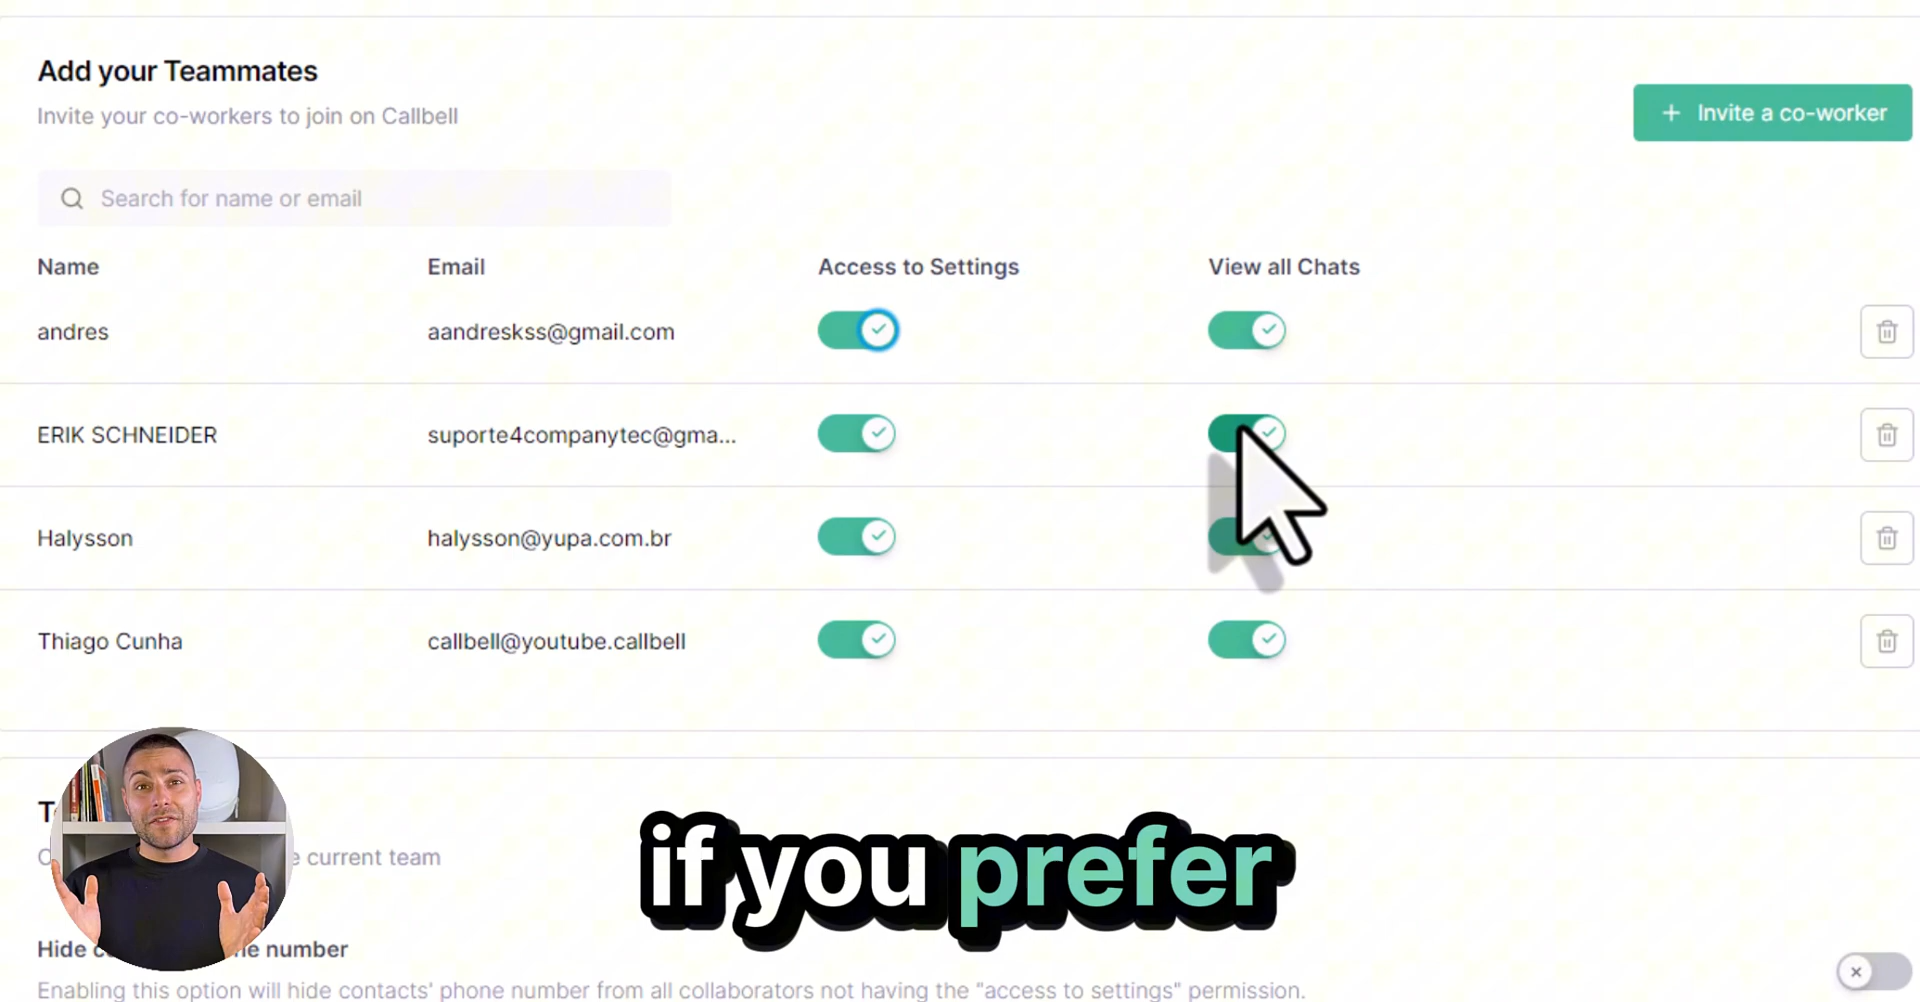 Add your Teammates
Invite your co-workers to join on Callbell
+ Invite a co-worker
Search for name or email
Name Email Access to Settings View all Chats
andres aandreskss@gmail.com
ERIK SCHNEIDER suporte4companytec@gma...
Halysson halysson@yupa.com.br
Thiago Cunha callbell@youtube.callbell
current team
if you prefer
Hide number
Enabling this option will hide contacts' phone number from all collaborators not having the "access to settings" permission.